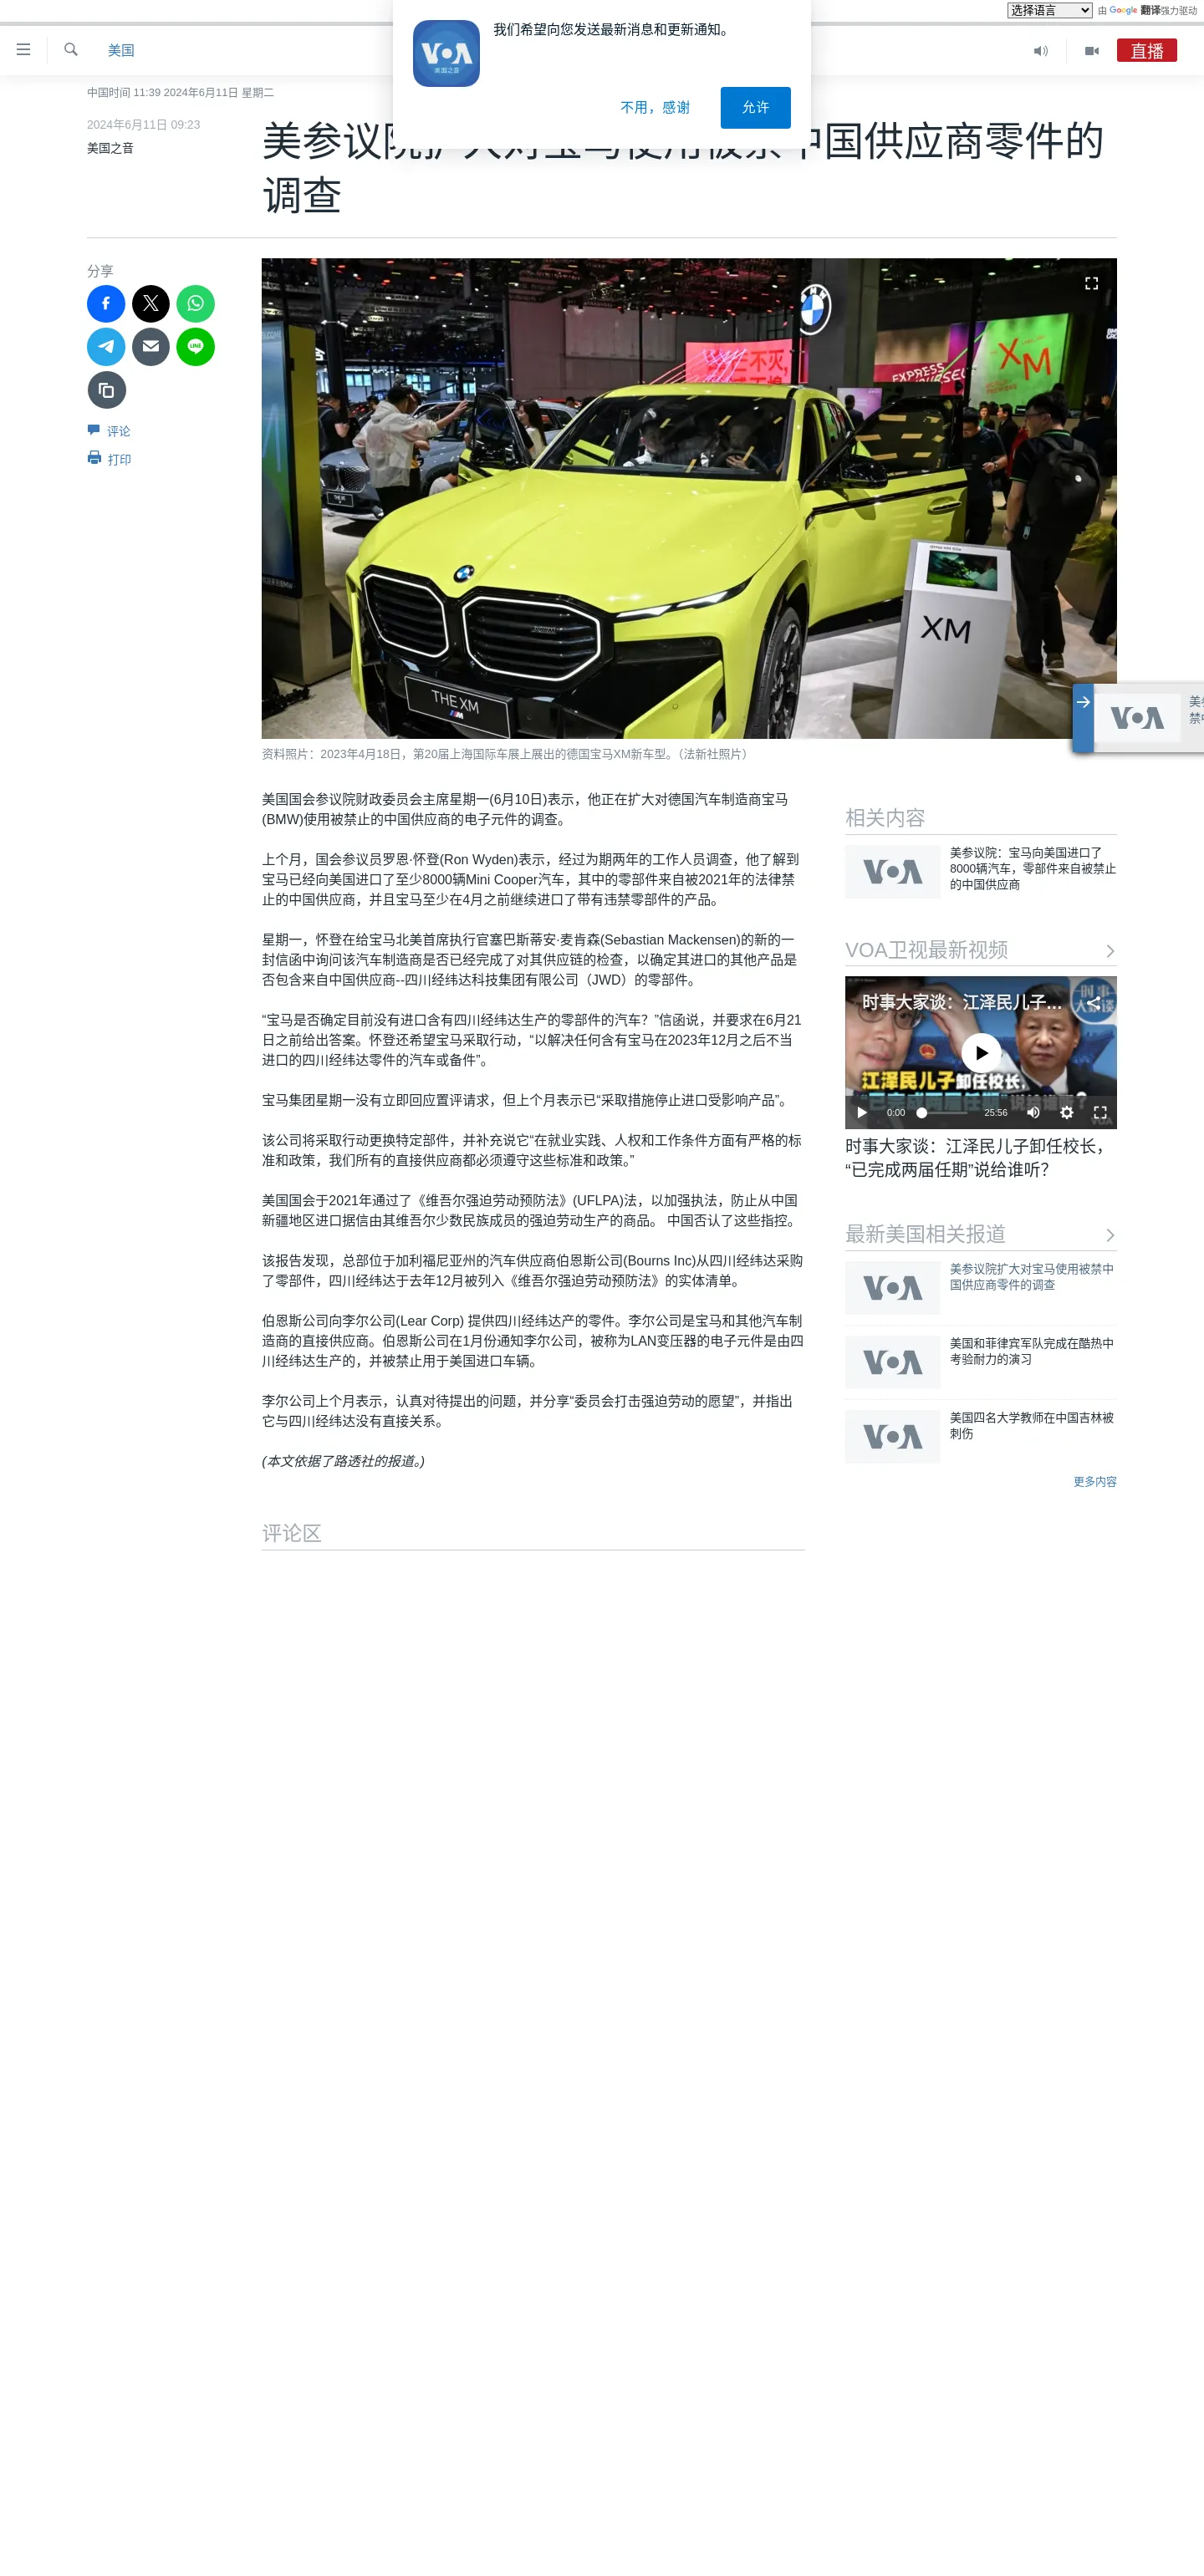 选择语言
由 Google 翻译强力驱动
我们希望向您发送最新消息和更新通知。
VOA
美国之音
不用，感谢
允许
美国
直播
中国时间 11:39 2024年6月11日 星期二
2024年6月11日 09:23
美国之音
美参议院扩大对宝马使用被禁中国供应商零件的
调查
分享
评论
打印
XM
EXPRESS
THE XM
XM
资料照片：2023年4月18日，第20届上海国际车展上展出的德国宝马XM新车型。（法新社照片）
VOA
美国国会参议院财政委员会主席星期一(6月10日)表示，他正在扩大对德国汽车制造商宝马
(BMW)使用被禁止的中国供应商的电子元件的调查。
上个月，国会参议员罗恩·怀登(Ron Wyden)表示，经过为期两年的工作人员调查，他了解到
宝马已经向美国进口了至少8000辆Mini Cooper汽车，其中的零部件来自被2021年的法律禁
止的中国供应商，并且宝马至少在4月之前继续进口了带有违禁零部件的产品。
星期一，怀登在给宝马北美首席执行官塞巴斯蒂安·麦肯森(Sebastian Mackensen)的新的一
封信函中询问该汽车制造商是否已经完成了对其供应链的检查，以确定其进口的其他产品是
否包含来自中国供应商--四川经纬达科技集团有限公司（JWD）的零部件。
“宝马是否确定目前没有进口含有四川经纬达生产的零部件的汽车？”信函说，并要求在6月21
日之前给出答案。怀登还希望宝马采取行动，“以解决任何含有宝马在2023年12月之后不当
进口的四川经纬达零件的汽车或备件”。
宝马集团星期一没有立即回应置评请求，但上个月表示已“采取措施停止进口受影响产品”。
该公司将采取行动更换特定部件，并补充说它“在就业实践、人权和工作条件方面有严格的标
准和政策，我们所有的直接供应商都必须遵守这些标准和政策。”
美国国会于2021年通过了《维吾尔强迫劳动预防法》(UFLPA)法，以加强执法，防止从中国
新疆地区进口据信由其维吾尔少数民族成员的强迫劳动生产的商品。 中国否认了这些指控。
该报告发现，总部位于加利福尼亚州的汽车供应商伯恩斯公司(Bourns Inc)从四川经纬达采购
了零部件，四川经纬达于去年12月被列入《维吾尔强迫劳动预防法》的实体清单。
伯恩斯公司向李尔公司(Lear Corp) 提供四川经纬达产的零件。李尔公司是宝马和其他汽车制
造商的直接供应商。伯恩斯公司在1月份通知李尔公司，被称为LAN变压器的电子元件是由四
川经纬达生产的，并被禁止用于美国进口车辆。
李尔公司上个月表示，认真对待提出的问题，并分享“委员会打击强迫劳动的愿望”，并指出
它与四川经纬达没有直接关系。
(本文依据了路透社的报道。)
评论区
相关内容
VOA
美参议院：宝马向美国进口了
8000辆汽车，零部件来自被禁止
的中国供应商
VOA卫视最新视频
时事大家谈：江泽民儿子…
江泽民儿子卸任校长，
0:00
25:56
时事大家谈：江泽民儿子卸任校长，
“已完成两届任期”说给谁听？
最新美国相关报道
VOA
美参议院扩大对宝马使用被禁中
国供应商零件的调查
VOA
美国和菲律宾军队完成在酷热中
考验耐力的演习
VOA
美国四名大学教师在中国吉林被
刺伤
更多内容